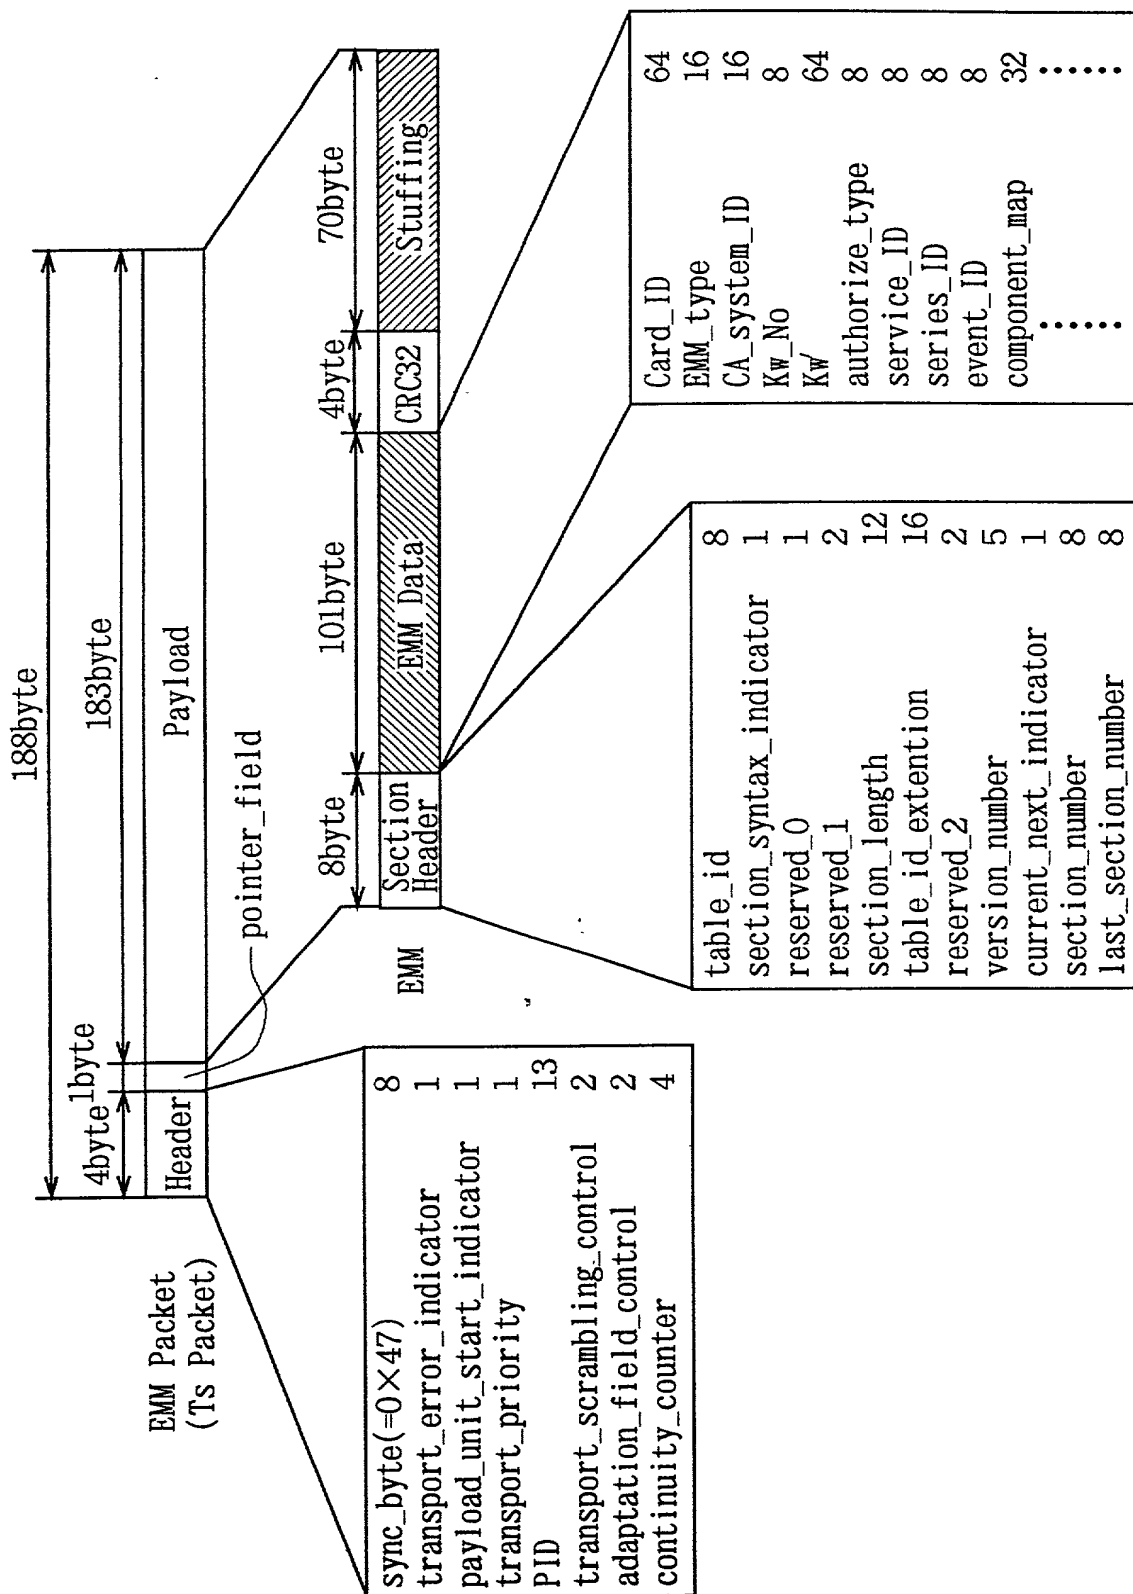 188byte
4byte 1byte 183byte
EMM Packet
(Ts Packet)
Header Payload
pointer_field
8byte 101byte 4byte 70byte
EMM
Section
Header
EMM Data
CRC32
Stuffing
sync_byte(=0×47) 8
transport_error_indicator 1
payload_unit_start_indicator 1
transport_priority 1
PID 13
transport_scrambling_control 2
adaptation_field_control 2
continuity_counter 4
table_id 8
section_syntax_indicator 1
reserved_0 1
reserved_1 2
section_length 12
table_id_extention 16
reserved_2 2
version_number 5
current_next_indicator 1
section_number 8
last_section_number 8
Card_ID 64
EMM_type 16
CA_system_ID 16
Kw_No 8
Kw' 64
authorize_type 8
service_ID 8
series_ID 8
event_ID 8
component_map 32
······ ······